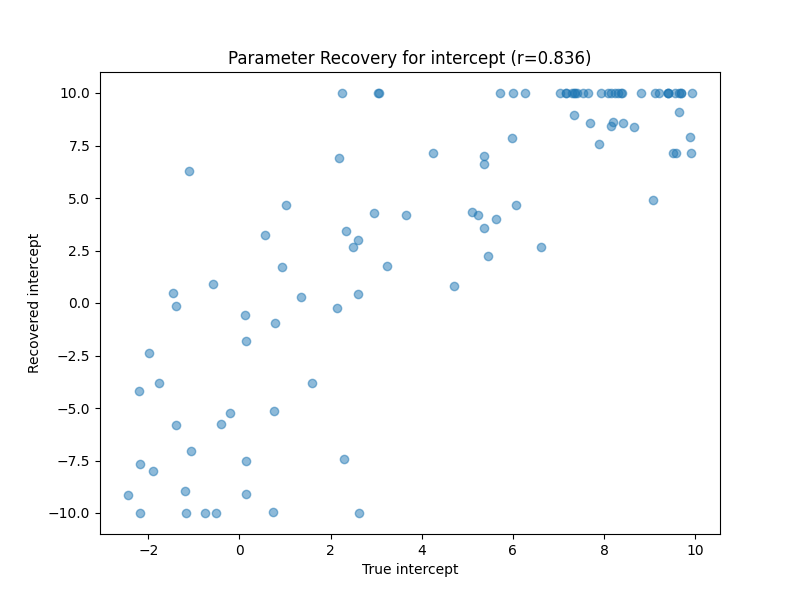 Parameter Recovery for intercept (r=0.836)
10.0
7.5
5.0
2.5
0.0
−2.5
−5.0
−7.5
−10.0
Recovered intercept
−2 0 2 4 6 8 10
True intercept